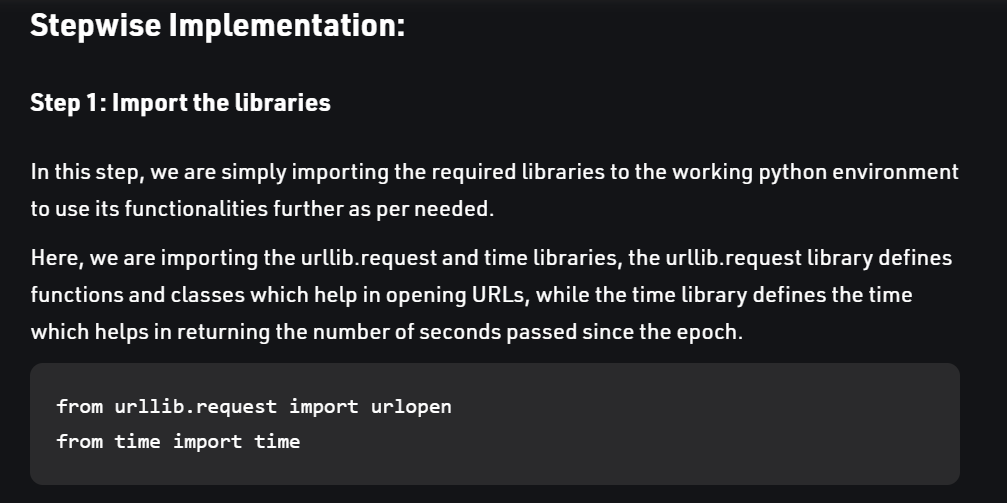 Stepwise Implementation:
Step 1: Import the libraries
In this step, we are simply importing the required libraries to the working python environment
to use its functionalities further as per needed.
Here, we are importing the urllib.request and time libraries, the urllib.request library defines
functions and classes which help in opening URLs, while the time library defines the time
which helps in returning the number of seconds passed since the epoch.
from urllib.request import urlopen
from time import time